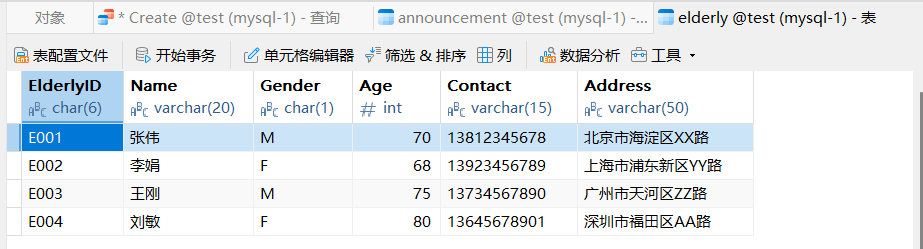 对象 * Create @test (mysql-1) - 查询 announcement @test (mysql-1) -... elderly @test (mysql-1) - 表
表配置文件 开始事务 单元格编辑器 筛选 & 排序 列 数据分析 工具
ElderlyID Name Gender Age Contact Address
char(6) varchar(20) char(1) int varchar(15) varchar(50)
E001 张伟 M 70 13812345678 北京市海淀区XX路
E002 李娟 F 68 13923456789 上海市浦东新区YY路
E003 王刚 M 75 13734567890 广州市天河区ZZ路
E004 刘敏 F 80 13645678901 深圳市福田区AA路